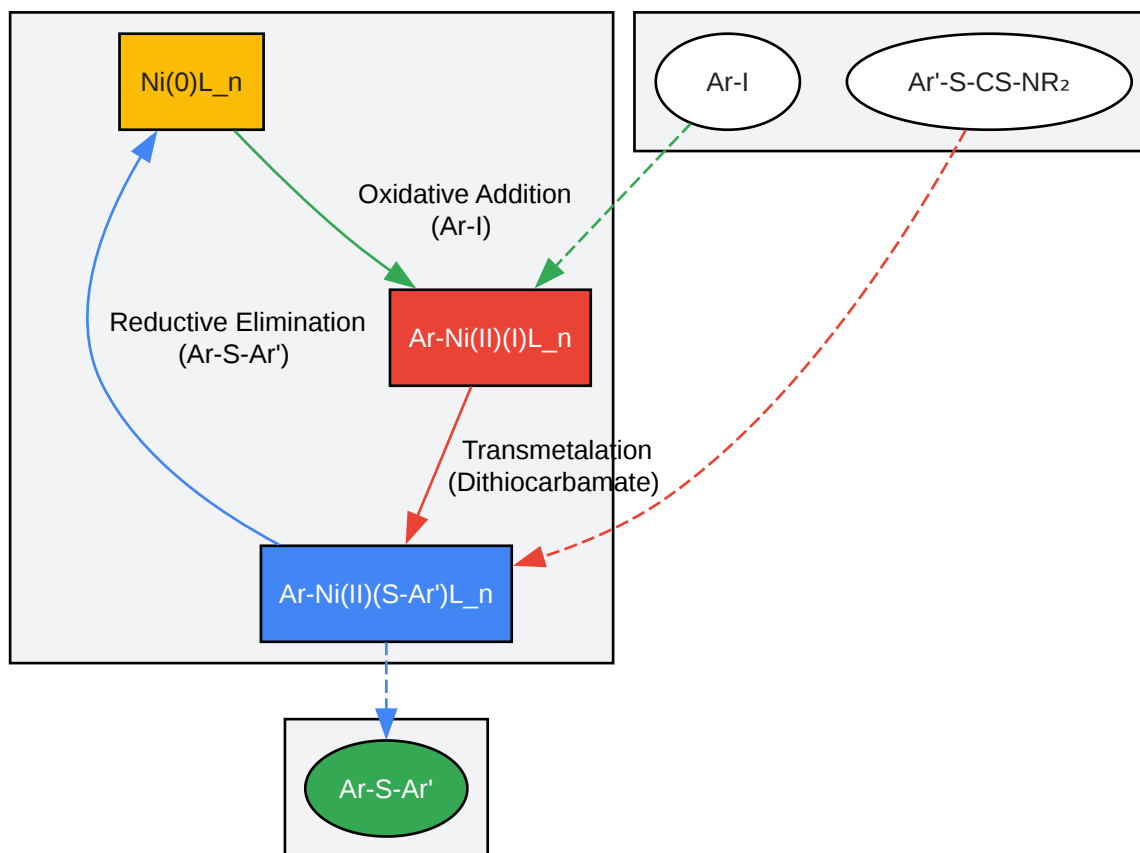 Ni(0)L_n
Ar-I
Ar'-S-CS-NR₂
Oxidative Addition
(Ar-I)
Ar-Ni(II)(I)L_n
Reductive Elimination
(Ar-S-Ar')
Transmetalation
(Dithiocarbamate)
Ar-Ni(II)(S-Ar')L_n
Ar-S-Ar'